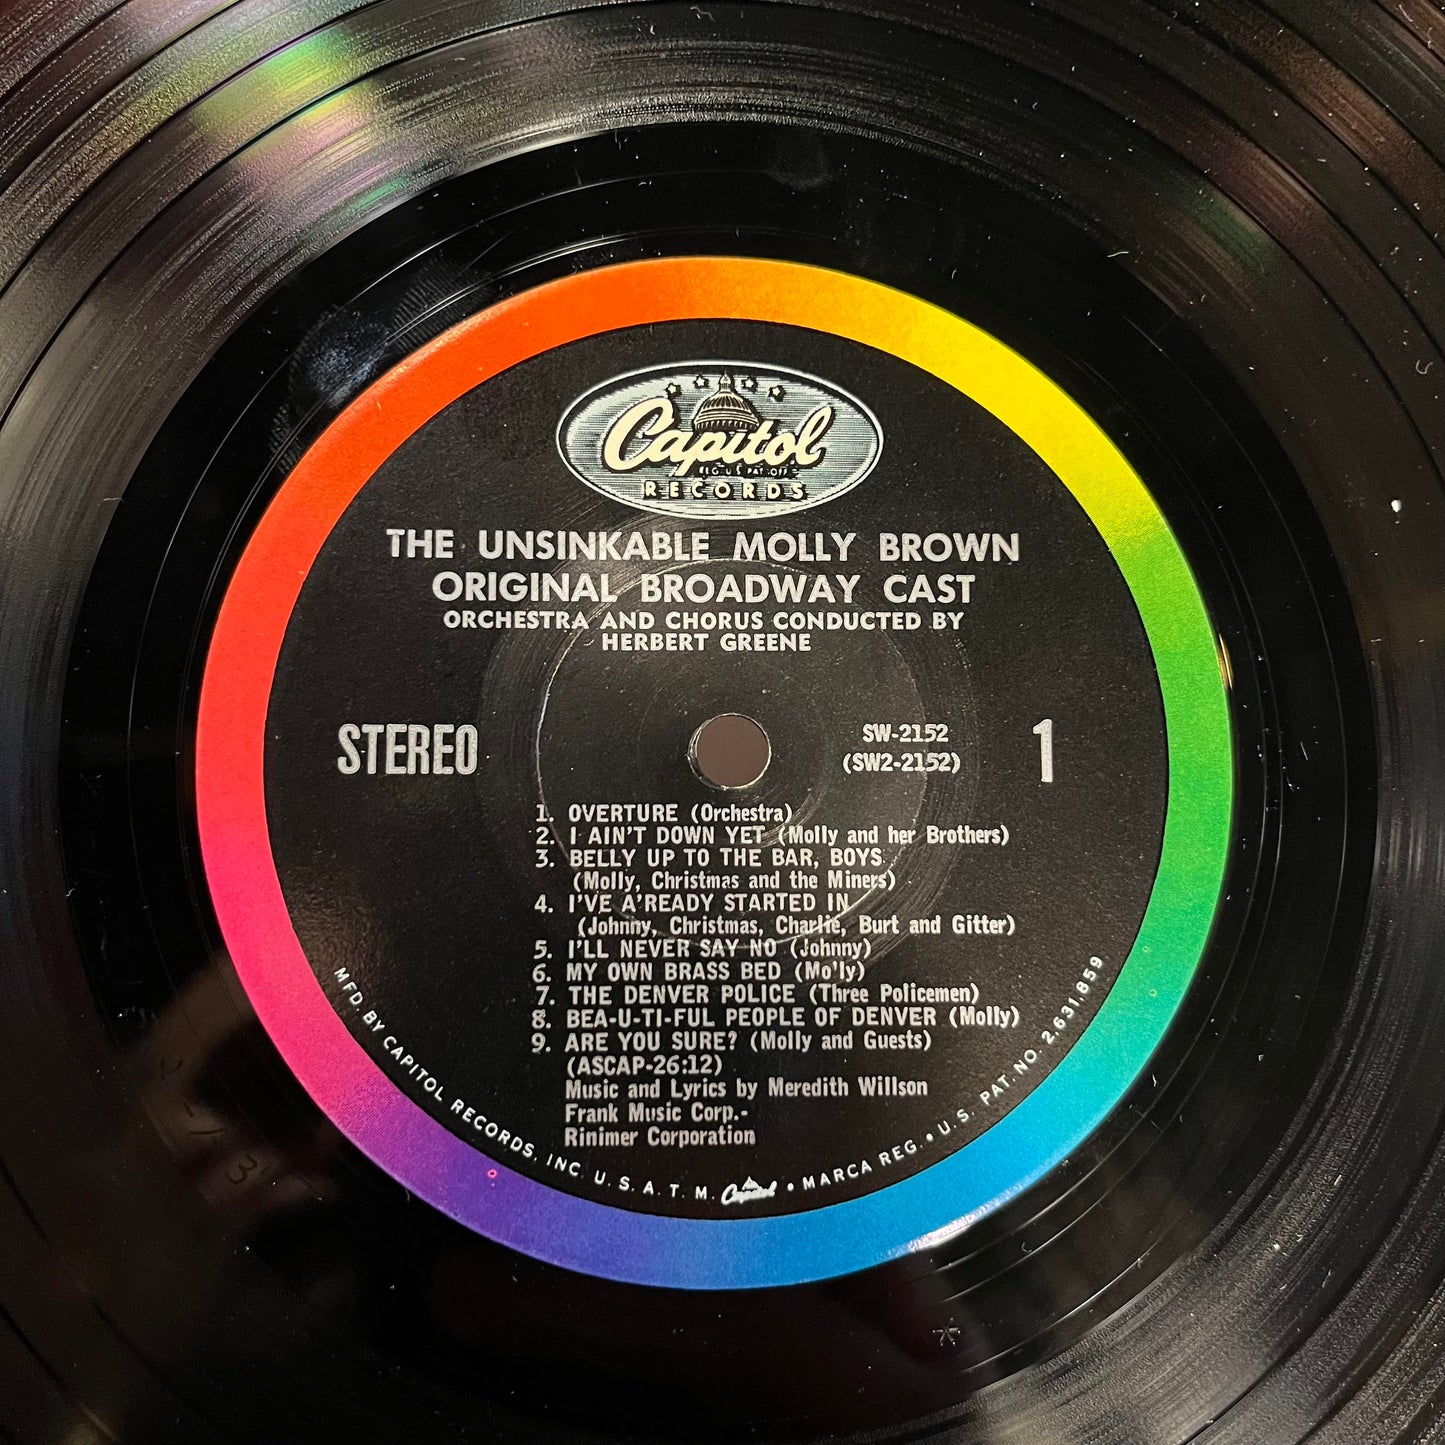 Capitol
REG. U.S. PAT. OFF.
RECORDS
THE UNSINKABLE MOLLY BROWN
ORIGINAL BROADWAY CAST
ORCHESTRA AND CHORUS CONDUCTED BY
HERBERT GREENE
STEREO
SW-2152
(SW2-2152)
1
1. OVERTURE (Orchestra)
2. I AIN'T DOWN YET (Molly and her Brothers)
3. BELLY UP TO THE BAR, BOYS
(Molly, Christmas and the Miners)
4. I'VE A'READY STARTED IN
(Johnny, Christmas, Charlie, Burt and Gitter)
5. I'LL NEVER SAY NO (Johnny)
6. MY OWN BRASS BED (Mo'ly)
7. THE DENVER POLICE (Three Policemen)
8. BEA-U-TI-FUL PEOPLE OF DENVER (Molly)
9. ARE YOU SURE? (Molly and Guests)
(ASCAP-26:12)
Music and Lyrics by Meredith Willson
Frank Music Corp.-
Rinimer Corporation
MFD. BY CAPITOL RECORDS, INC. U.S.A. T.M. Capitol • MARCA REG. • U.S. PAT. NO. 2,631,859